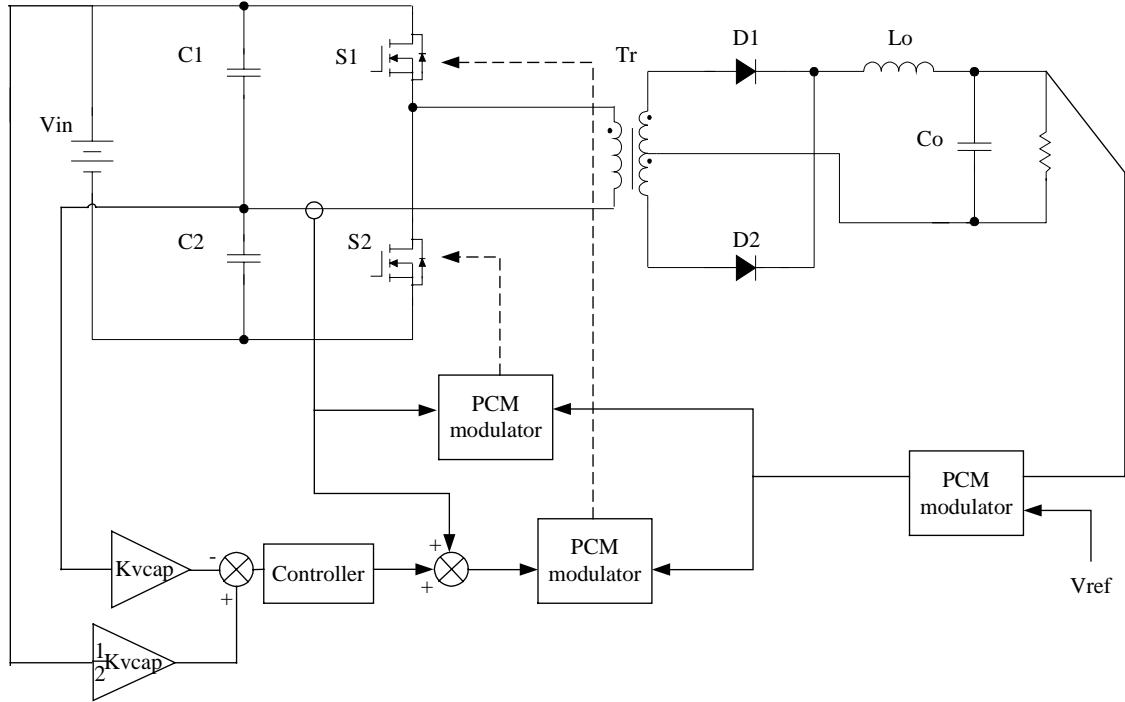 C1
S1
Tr
D1
Lo
Vin
Co
C2
S2
D2
PCM
modulator
PCM
modulator
Kvcap
-
+
Controller
+
+
PCM
modulator
Vref
1/2 Kvcap